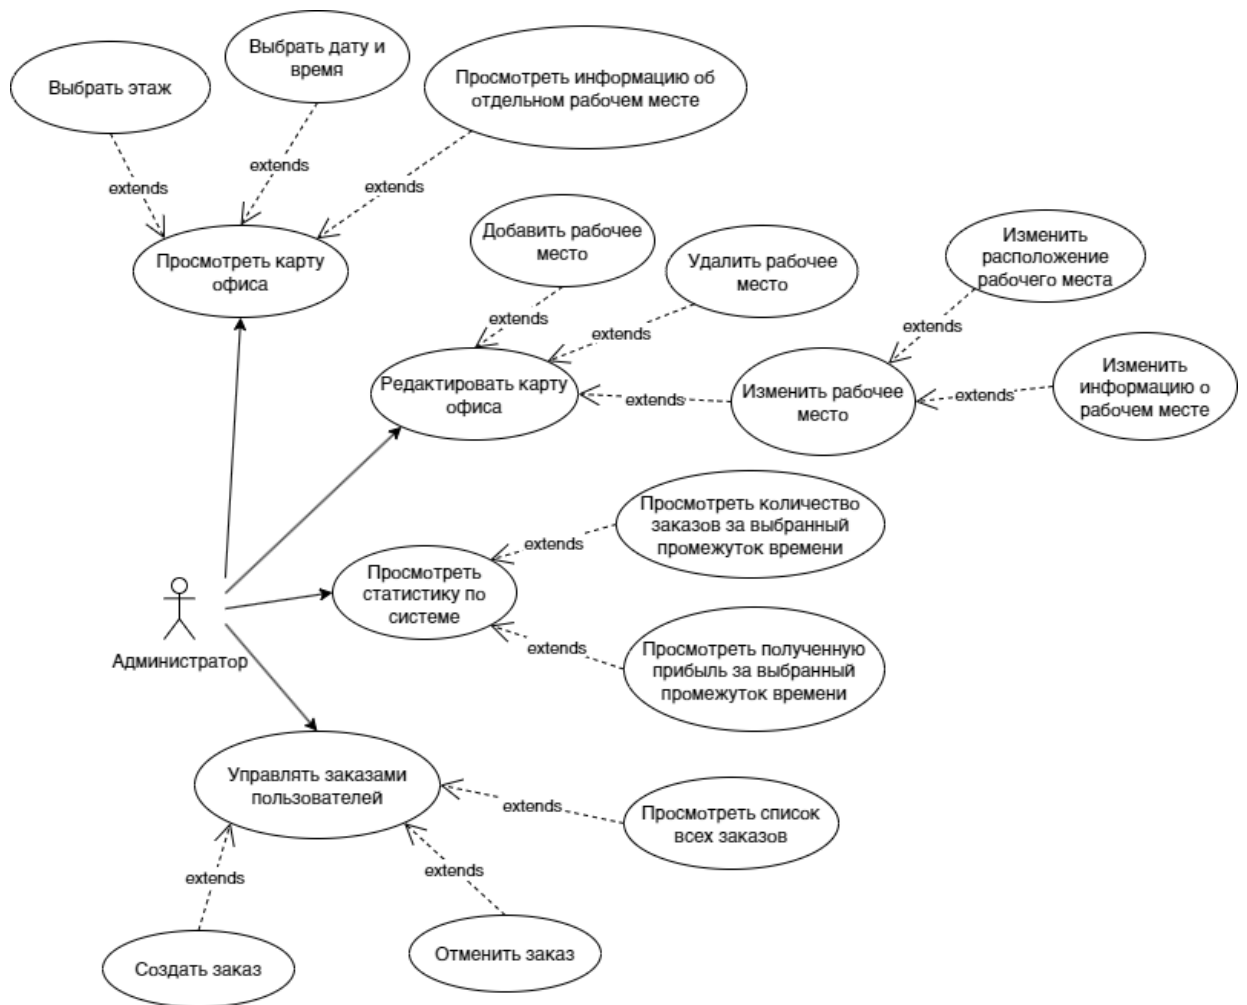 Выбрать этаж
Выбрать дату и
время
Просмотреть информацию об
отдельном рабочем месте
extends
extends
extends
Просмотреть карту
офиса
Добавить рабочее
место
Удалить рабочее
место
Изменить
расположение
рабочего места
extends
extends
extends
Редактировать карту
офиса
extends
Изменить рабочее
место
extends
Изменить
информацию о
рабочем месте
Просмотреть количество
заказов за выбранный
промежуток времени
extends
Просмотреть
статистику по
системе
extends
Просмотреть полученную
прибыль за выбранный
промежуток времени
Администратор
Управлять заказами
пользователей
extends
Просмотреть список
всех заказов
extends
extends
Создать заказ
Отменить заказ